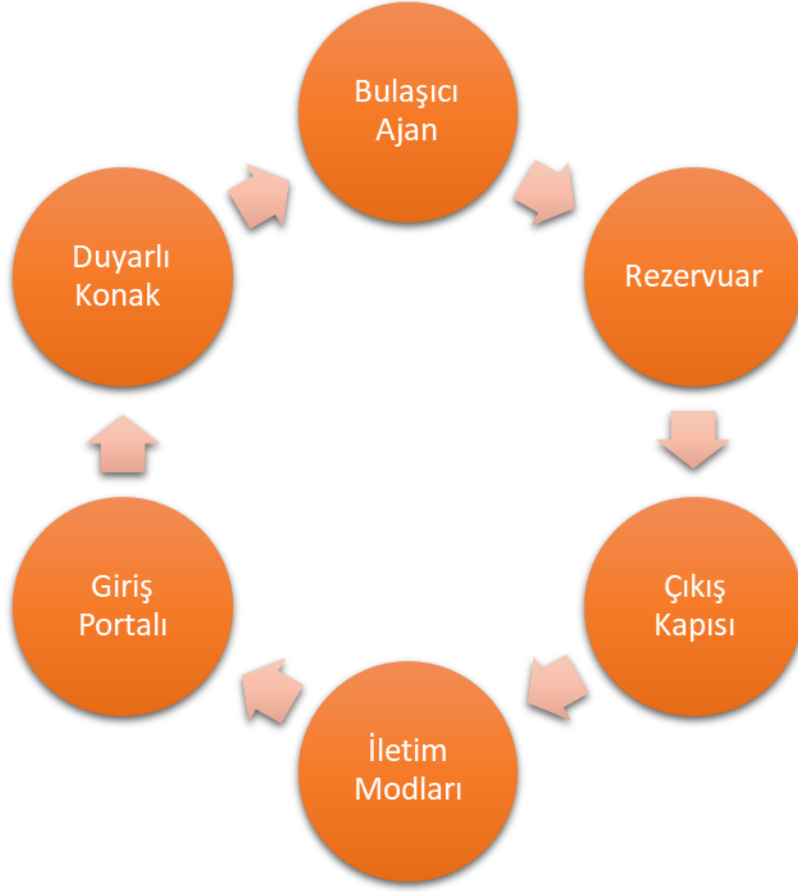 Bulaşıcı
Ajan
Rezervuar
Çıkış
Kapısı
İletim
Modları
Giriş
Portalı
Duyarlı
Konak